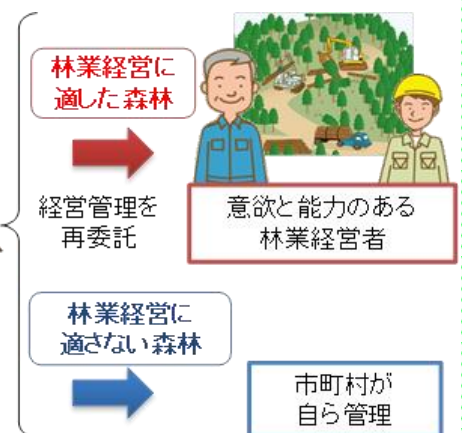 林業経営に
適した森林
経営管理を
再委託
意欲と能力のある
林業経営者
林業経営に
適さない森林
市町村が
自ら管理